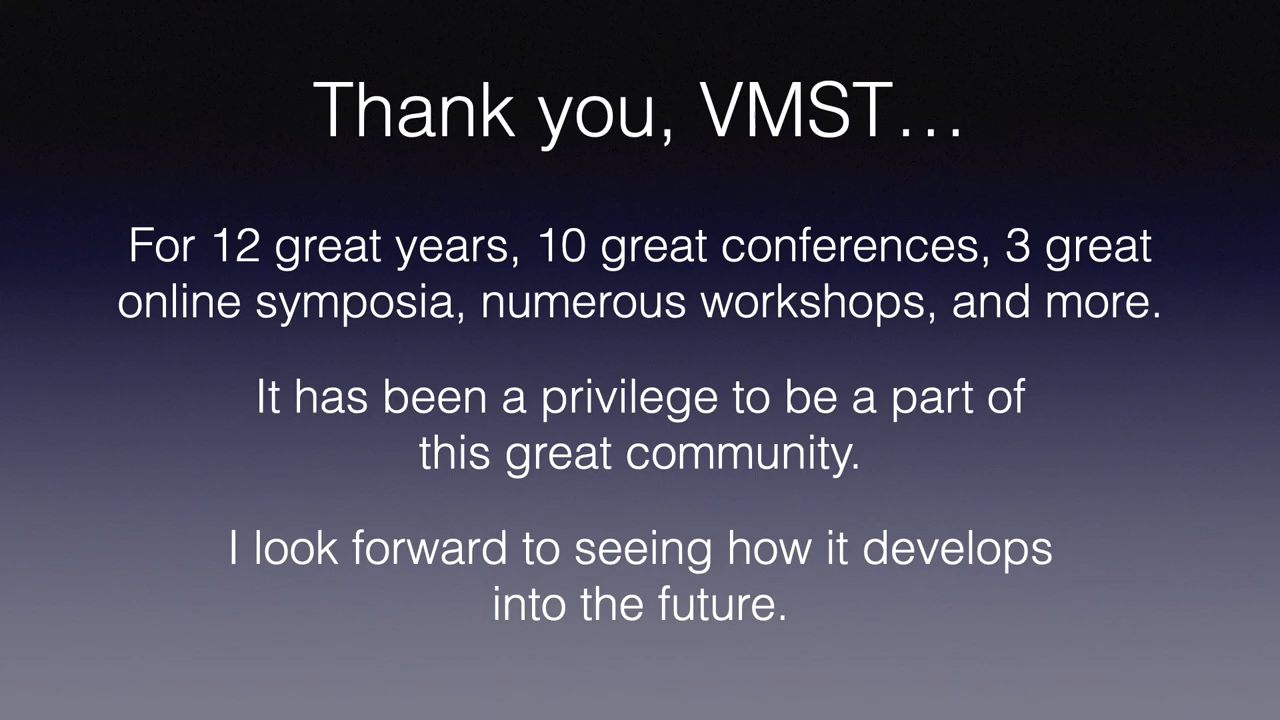 Thank you, VMST…
For 12 great years, 10 great conferences, 3 great
online symposia, numerous workshops, and more.
It has been a privilege to be a part of
this great community.
I look forward to seeing how it develops
into the future.